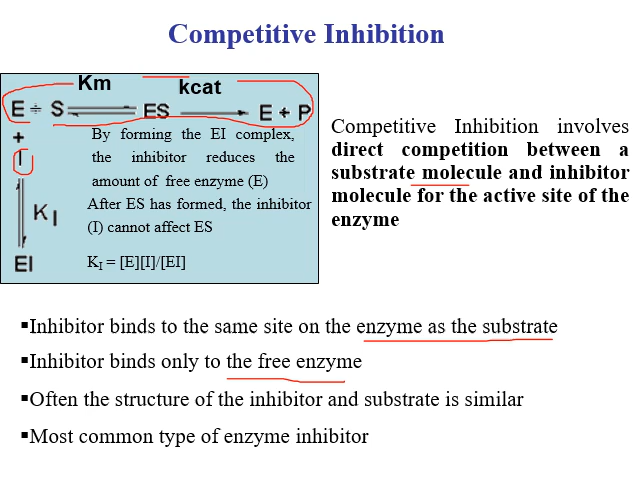 Competitive Inhibition
Km kcat
E + S ES E + P
+
I
K_I
EI
By forming the EI complex,
the inhibitor reduces the
amount of free enzyme (E)
After ES has formed, the inhibitor
(I) cannot affect ES
K_I = [E][I]/[EI]
Competitive Inhibition involves
direct competition between a
substrate molecule and inhibitor
molecule for the active site of the
enzyme
▪Inhibitor binds to the same site on the enzyme as the substrate
▪Inhibitor binds only to the free enzyme
▪Often the structure of the inhibitor and substrate is similar
▪Most common type of enzyme inhibitor